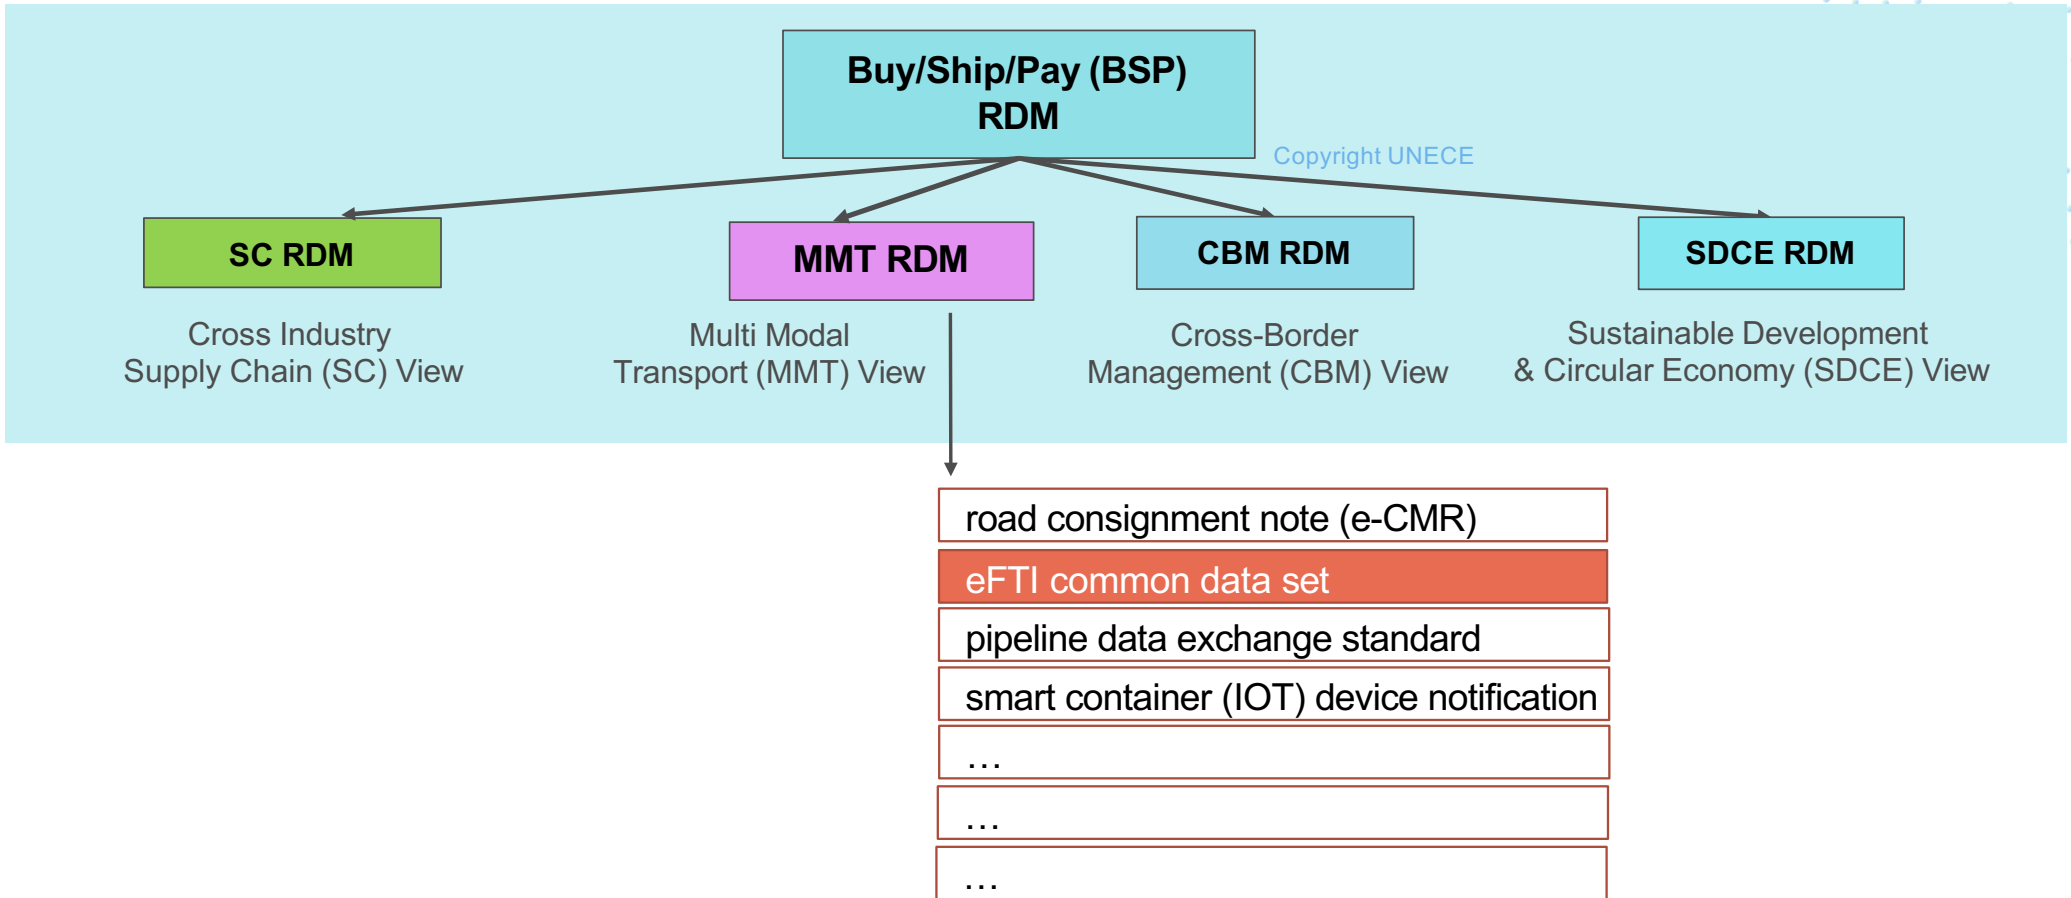 Buy/Ship/Pay (BSP)
RDM
Copyright UNECE
SC RDM
MMT RDM
CBM RDM
SDCE RDM
Cross Industry
Supply Chain (SC) View
Multi Modal
Transport (MMT) View
Cross-Border
Management (CBM) View
Sustainable Development
& Circular Economy (SDCE) View
road consignment note (e-CMR)
eFTI common data set
pipeline data exchange standard
smart container (IOT) device notification
…
…
…